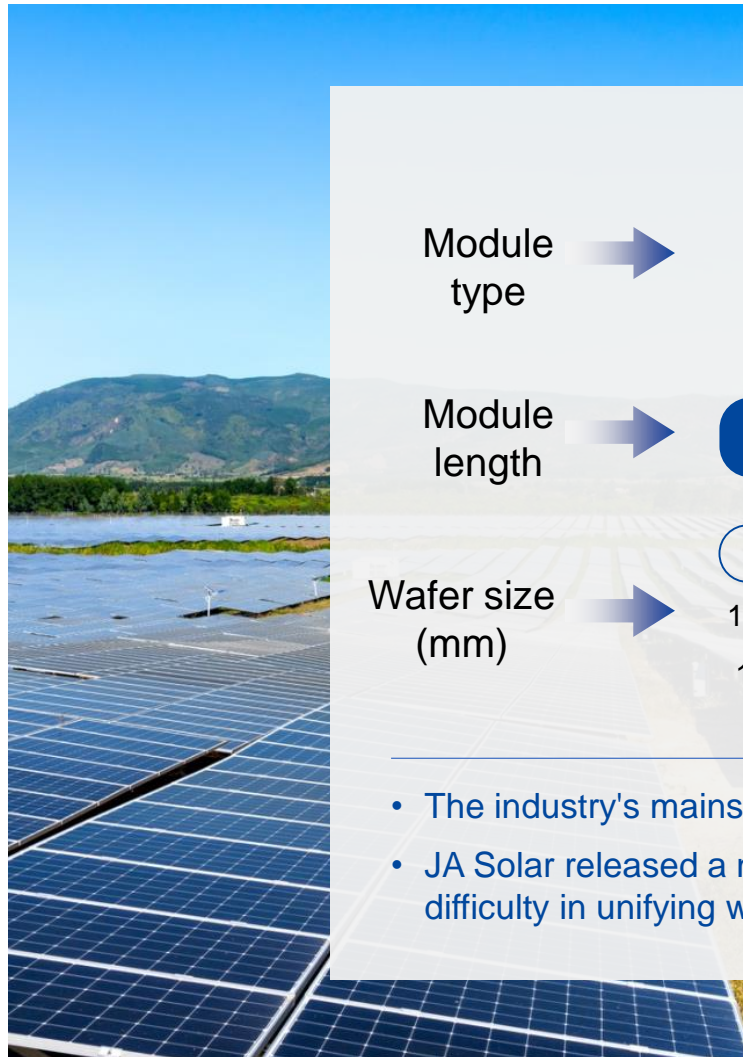 Module
type
Module
length
Wafer size
(mm)
• The industry's mains
• JA Solar released a
difficulty in unifying